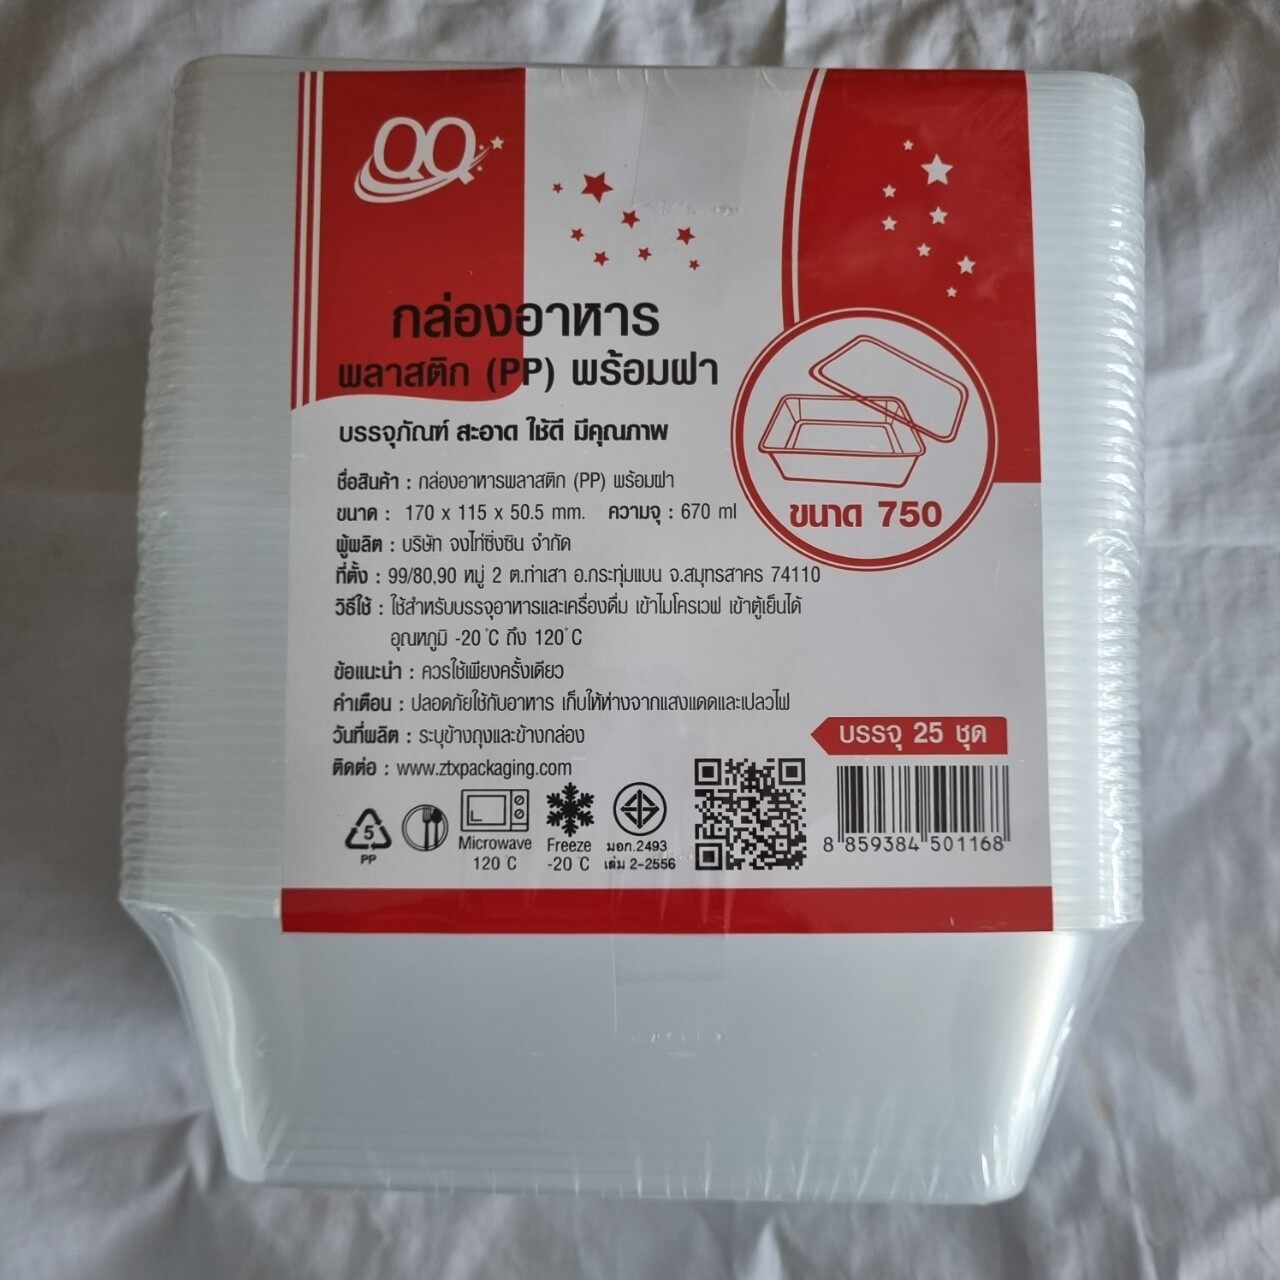 QQ
กล่องอาหาร
พลาสติก (PP) พร้อมฝา
บรรจุภัณฑ์ สะอาด ใช้ดี มีคุณภาพ
ชื่อสินค้า : กล่องอาหารพลาสติก (PP) พร้อมฝา
ขนาด : 170 x 115 x 50.5 mm. ความจุ : 670 ml
ขนาด 750
ผู้ผลิต : บริษัท จงไท่ซิ่งซิน จำกัด
ที่ตั้ง : 99/80,90 หมู่ 2 ต.ท่าเสา อ.กระทุ่มแบน จ.สมุทรสาคร 74110
วิธีใช้ : ใช้สำหรับบรรจุอาหารและเครื่องดื่ม เข้าไมโครเวฟ เข้าตู้เย็นได้
อุณหภูมิ -20 ํC ถึง 120 ํC
ข้อแนะนำ : ควรใช้เพียงครั้งเดียว
คำเตือน : ปลอดภัยใช้กับอาหาร เก็บให้ห่างจากแสงแดดและเปลวไฟ
วันที่ผลิต : ระบุข้างถุงและข้างกล่อง
บรรจุ 25 ชุด
ติดต่อ : www.ztxpackaging.com
5
PP
Microwave
120 ํC
Freeze
-20 ํC
มอก.2493
เล่ม 2-2556
8 859384 501168